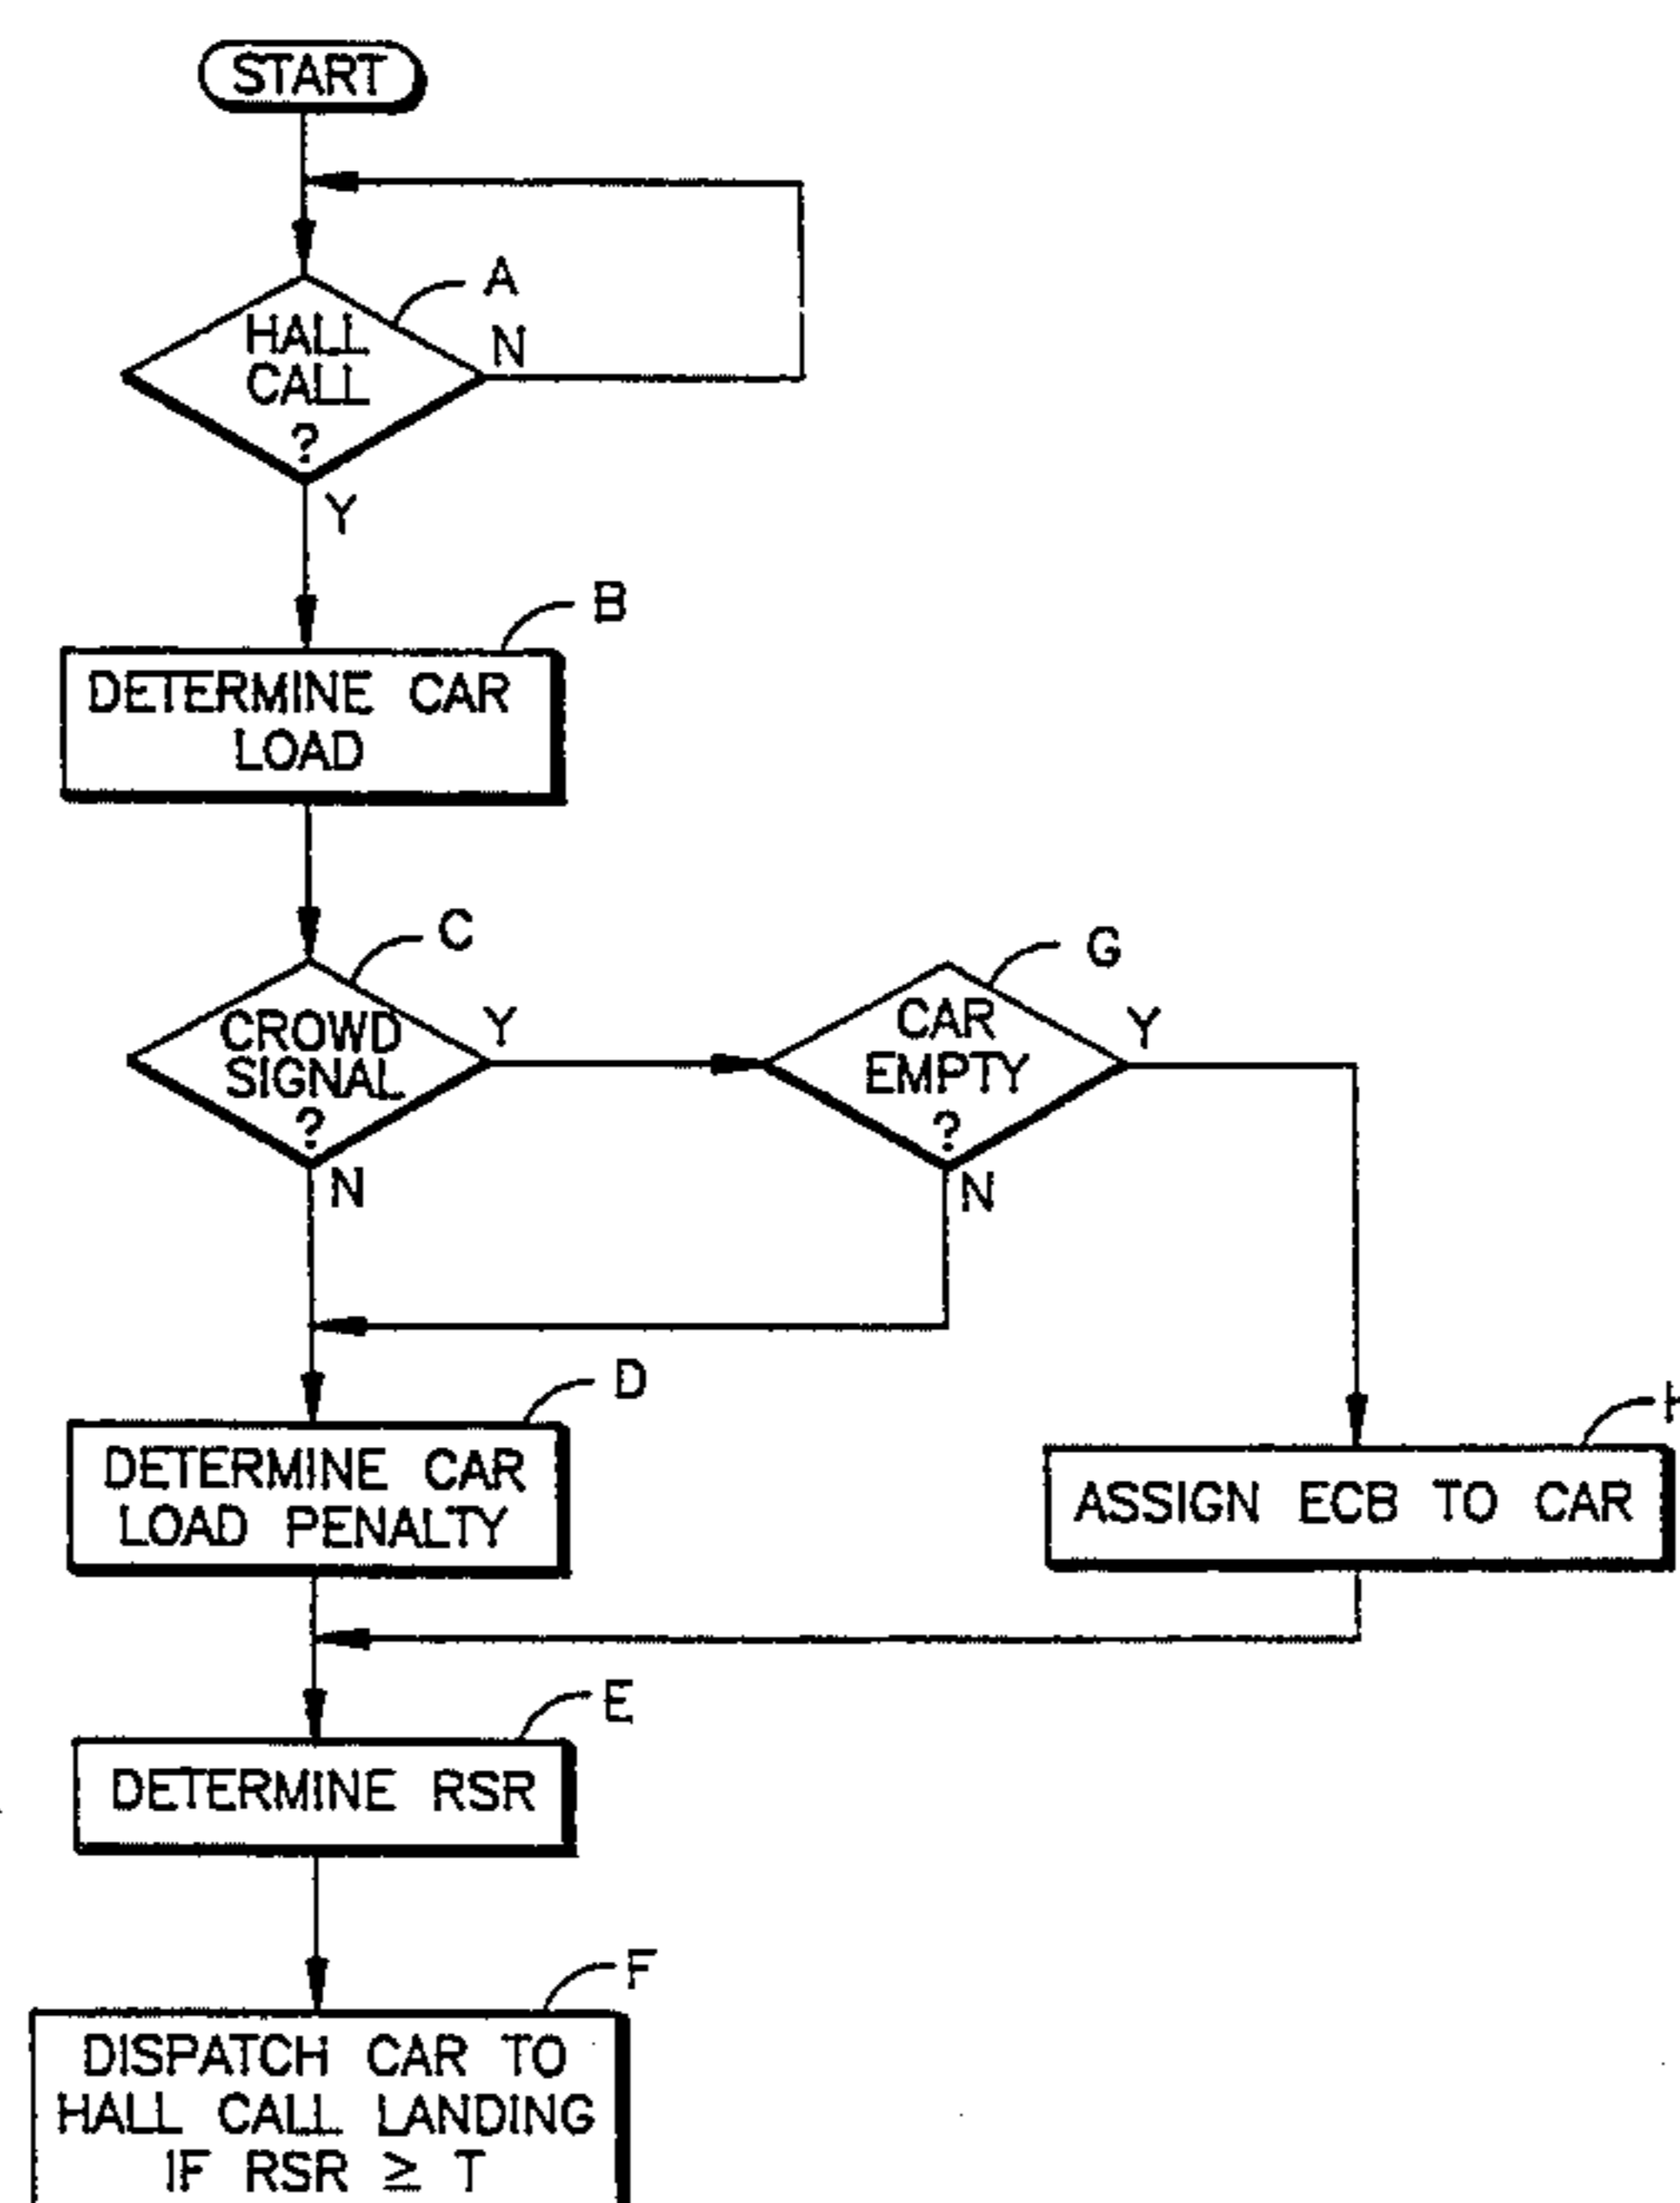 START
A
HALL
CALL
?
N
Y
B
DETERMINE CAR
LOAD
C
CROWD
SIGNAL
?
Y
N
G
CAR
EMPTY
?
Y
N
D
DETERMINE CAR
LOAD PENALTY
ASSIGN ECB TO CAR
E
DETERMINE RSR
F
DISPATCH CAR TO
HALL CALL LANDING
IF RSR ≥ T